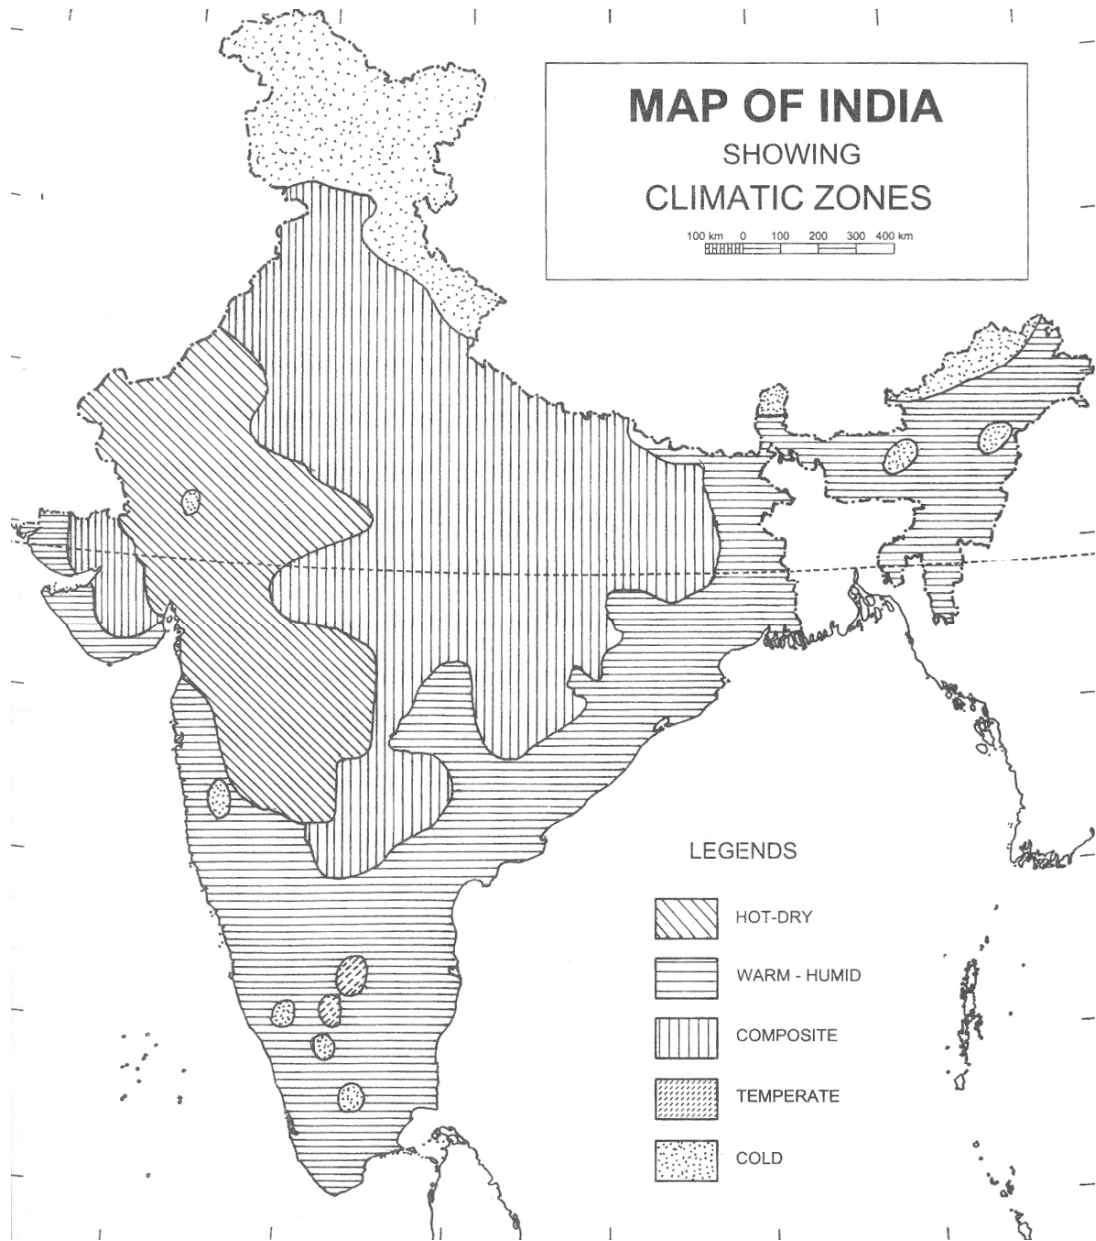 MAP OF INDIA
SHOWING
CLIMATIC ZONES
100 km 0 100 200 300 400 km
LEGENDS
HOT-DRY
WARM - HUMID
COMPOSITE
TEMPERATE
COLD